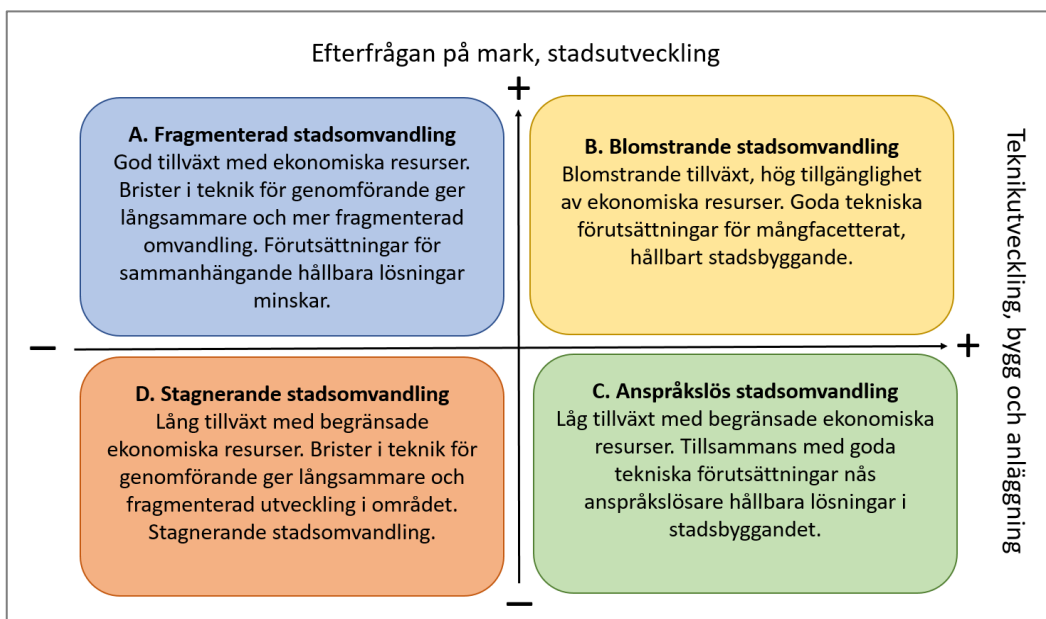 Efterfrågan på mark, stadsutveckling
+
A. Fragmenterad stadsomvandling
God tillväxt med ekonomiska resurser.
Brister i teknik för genomförande ger
långsammare och mer fragmenterad
omvandling. Förutsättningar för
sammanhängande hållbara lösningar
minskar.
B. Blomstrande stadsomvandling
Blomstrande tillväxt, hög tillgänglighet
av ekonomiska resurser. Goda tekniska
förutsättningar för mångfacetterat,
hållbart stadsbyggande.
Teknikutveckling, bygg och anläggning
−
+
D. Stagnerande stadsomvandling
Lång tillväxt med begränsade
ekonomiska resurser. Brister i teknik för
genomförande ger långsammare och
fragmenterad utveckling i området.
Stagnerande stadsomvandling.
C. Anspråkslös stadsomvandling
Låg tillväxt med begränsade ekonomiska
resurser. Tillsammans med goda
tekniska förutsättningar nås
anspråkslösare hållbara lösningar i
stadsbyggandet.
−